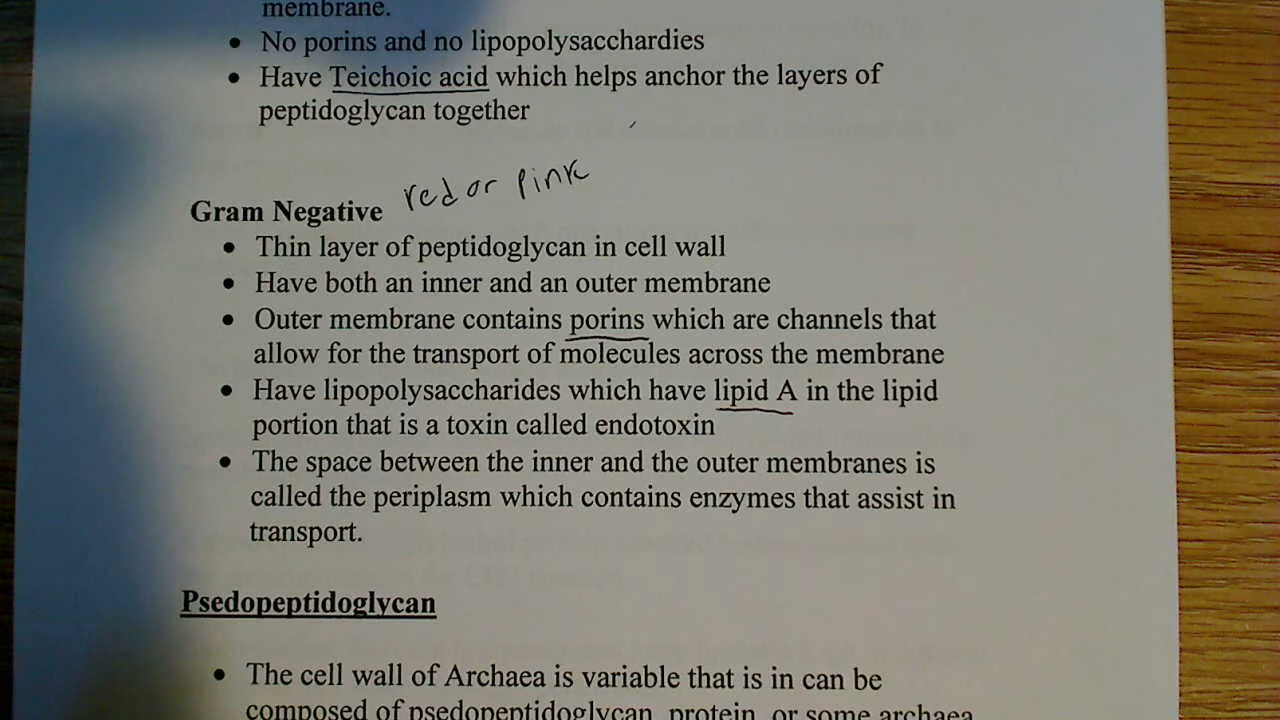 membrane.
• No porins and no lipopolysacchardies
• Have Teichoic acid which helps anchor the layers of
peptidoglycan together
Gram Negative red or pink
• Thin layer of peptidoglycan in cell wall
• Have both an inner and an outer membrane
• Outer membrane contains porins which are channels that
allow for the transport of molecules across the membrane
• Have lipopolysaccharides which have lipid A in the lipid
portion that is a toxin called endotoxin
• The space between the inner and the outer membranes is
called the periplasm which contains enzymes that assist in
transport.
Psedopeptidoglycan
• The cell wall of Archaea is variable that is in can be
composed of psedopeptidoglycan, protein, or some archaea